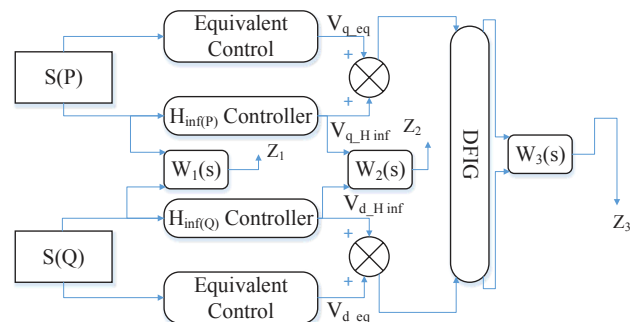 Equivalent
Control
V_q_eq
+
+
S(P)
H_inf(P) Controller
V_q_H inf
Z_1
Z_2
W_1(s)
W_2(s)
DFIG
W_3(s)
Z_3
H_inf(Q) Controller
V_d_H inf
+
+
S(Q)
Equivalent
Control
V_d_eq